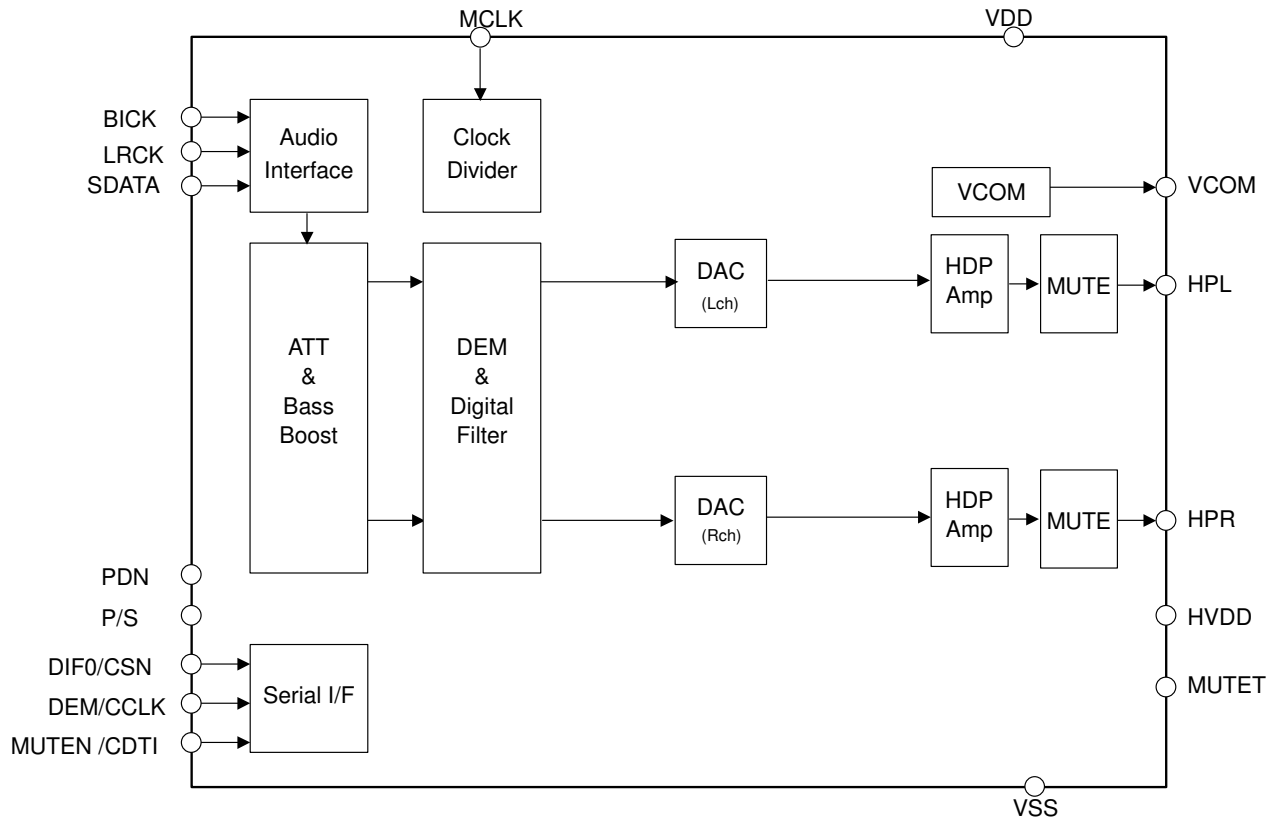 MCLK
VDD
BICK
LRCK
SDATA
Audio
Interface
Clock
Divider
VCOM
VCOM
ATT
&
Bass
Boost
DEM
&
Digital
Filter
DAC
(Lch)
HDP
Amp
MUTE
HPL
DAC
(Rch)
HDP
Amp
MUTE
HPR
PDN
P/S
HVDD
DIF0/CSN
DEM/CCLK
MUTEN /CDTI
Serial I/F
MUTET
VSS